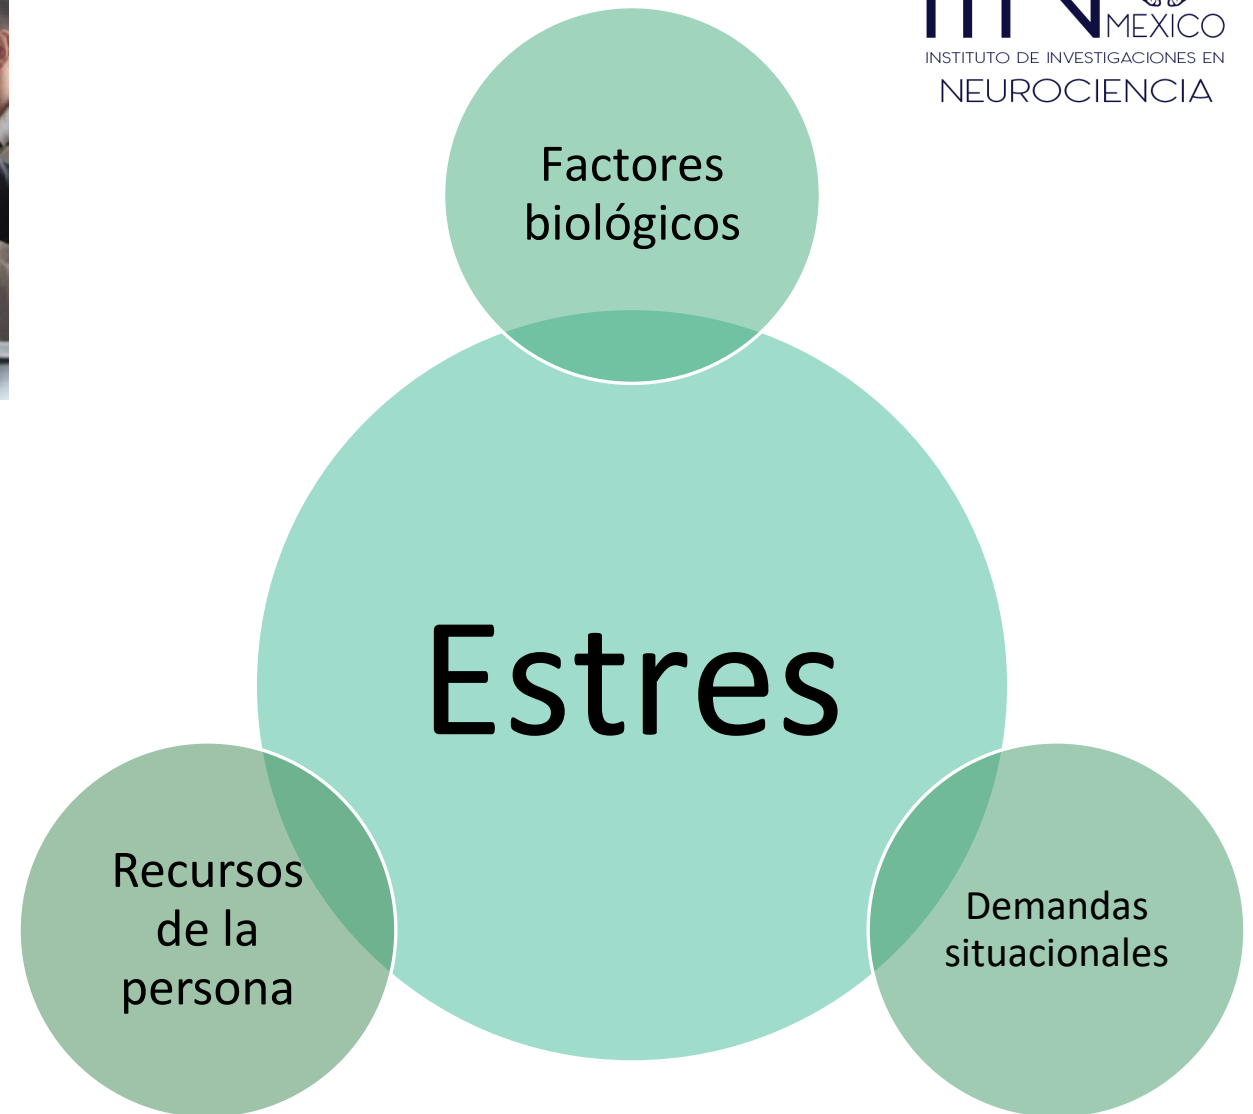 MEXICO
INSTITUTO DE INVESTIGACIONES EN
NEUROCIENCIA
Factores
biológicos
Estres
Recursos
de la
persona
Demandas
situacionales